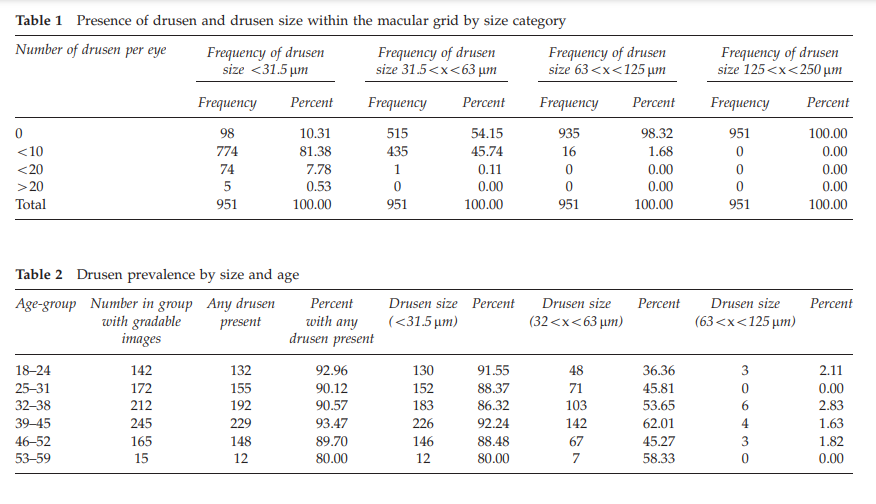 Table 1 Presence of drusen and drusen size within the macular grid by size category
Number of drusen per eye Frequency of drusen size <31.5 µm Frequency of drusen size 31.5<x<63 µm Frequency of drusen size 63<x<125 µm Frequency of drusen size 125<x<250 µm
Frequency Percent Frequency Percent Frequency Percent Frequency Percent
0 98 10.31 515 54.15 935 98.32 951 100.00
<10 774 81.38 435 45.74 16 1.68 0 0.00
<20 74 7.78 1 0.11 0 0.00 0 0.00
>20 5 0.53 0 0.00 0 0.00 0 0.00
Total 951 100.00 951 100.00 951 100.00 951 100.00
Table 2 Drusen prevalence by size and age
Age-group Number in group with gradable images Any drusen present Percent with any drusen present Drusen size (<31.5 µm) Percent Drusen size (32<x<63 µm) Percent Drusen size (63<x<125 µm) Percent
18–24 142 132 92.96 130 91.55 48 36.36 3 2.11
25–31 172 155 90.12 152 88.37 71 45.81 0 0.00
32–38 212 192 90.57 183 86.32 103 53.65 6 2.83
39–45 245 229 93.47 226 92.24 142 62.01 4 1.63
46–52 165 148 89.70 146 88.48 67 45.27 3 1.82
53–59 15 12 80.00 12 80.00 7 58.33 0 0.00